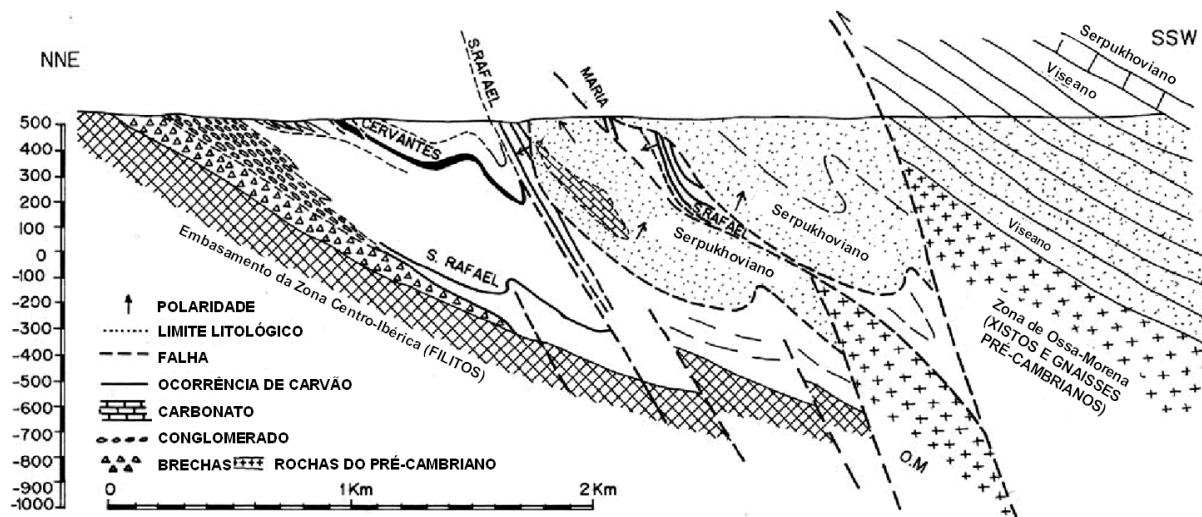 NNE
SSW
S.RAFAEL
MARIA
CERVANTES
S.RAFAEL
S. RAFAEL
Serpukhoviano
Viseano
Serpukhoviano
Serpukhoviano
Viseano
Embasamento da Zona Centro-Ibérica (FILITOS)
Zona de Ossa-Morena
(XISTOS E GNAISSES
PRÉ-CAMBRIANOS)
O.M
500
400
300
200
100
0
-100
-200
-300
-400
-500
-600
-700
-800
-900
-1000
POLARIDADE
LIMITE LITOLÓGICO
FALHA
OCORRÊNCIA DE CARVÃO
CARBONATO
CONGLOMERADO
BRECHAS
ROCHAS DO PRÉ-CAMBRIANO
0
1Km
2Km